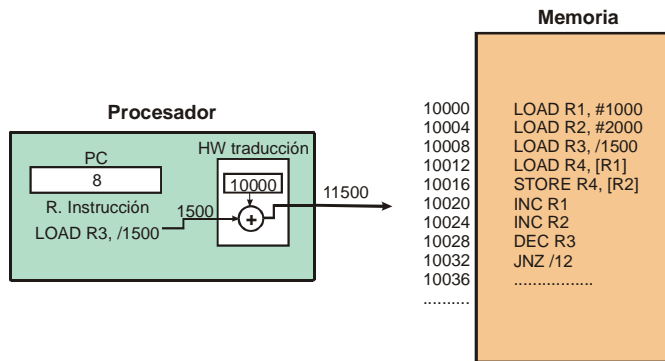 Memoria
Procesador
PC
8
R. Instrucción
LOAD R3, /1500
HW traducción
10000
1500
+
11500
10000 LOAD R1, #1000
10004 LOAD R2, #2000
10008 LOAD R3, /1500
10012 LOAD R4, [R1]
10016 STORE R4, [R2]
10020 INC R1
10024 INC R2
10028 DEC R3
10032 JNZ /12
10036 .................
..........